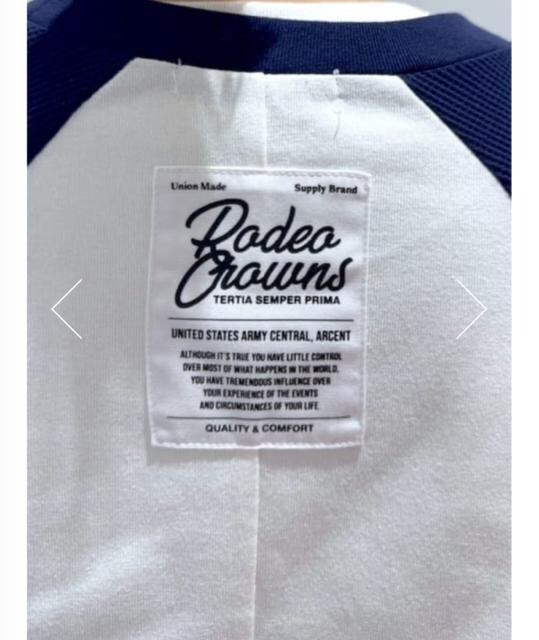 Union Made Supply Brand
Rodeo
Crowns
TERTIA SEMPER PRIMA
UNITED STATES ARMY CENTRAL, ARCENT
ALTHOUGH IT'S TRUE YOU HAVE LITTLE CONTROL
OVER MOST OF WHAT HAPPENS IN THE WORLD,
YOU HAVE TREMENDOUS INFLUENCE OVER
YOUR EXPERIENCE OF THE EVENTS
AND CIRCUMSTANCES OF YOUR LIFE.
QUALITY & COMFORT